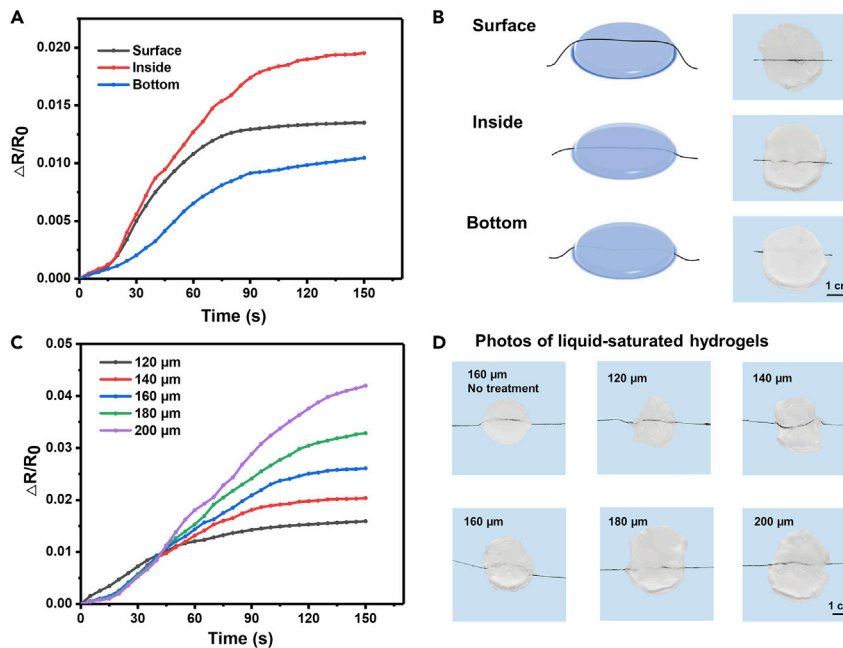 A
△R/R0
0.020
0.015
0.010
0.005
0.000
Surface
Inside
Bottom
0
30
60
90
120
150
Time (s)
B
Surface
Inside
Bottom
1 cm
C
△R/R0
0.05
0.04
0.03
0.02
0.01
0.00
120 μm
140 μm
160 μm
180 μm
200 μm
0
30
60
90
120
150
Time (s)
D
Photos of liquid-saturated hydrogels
160 μm
No treatment
120 μm
140 μm
160 μm
180 μm
200 μm